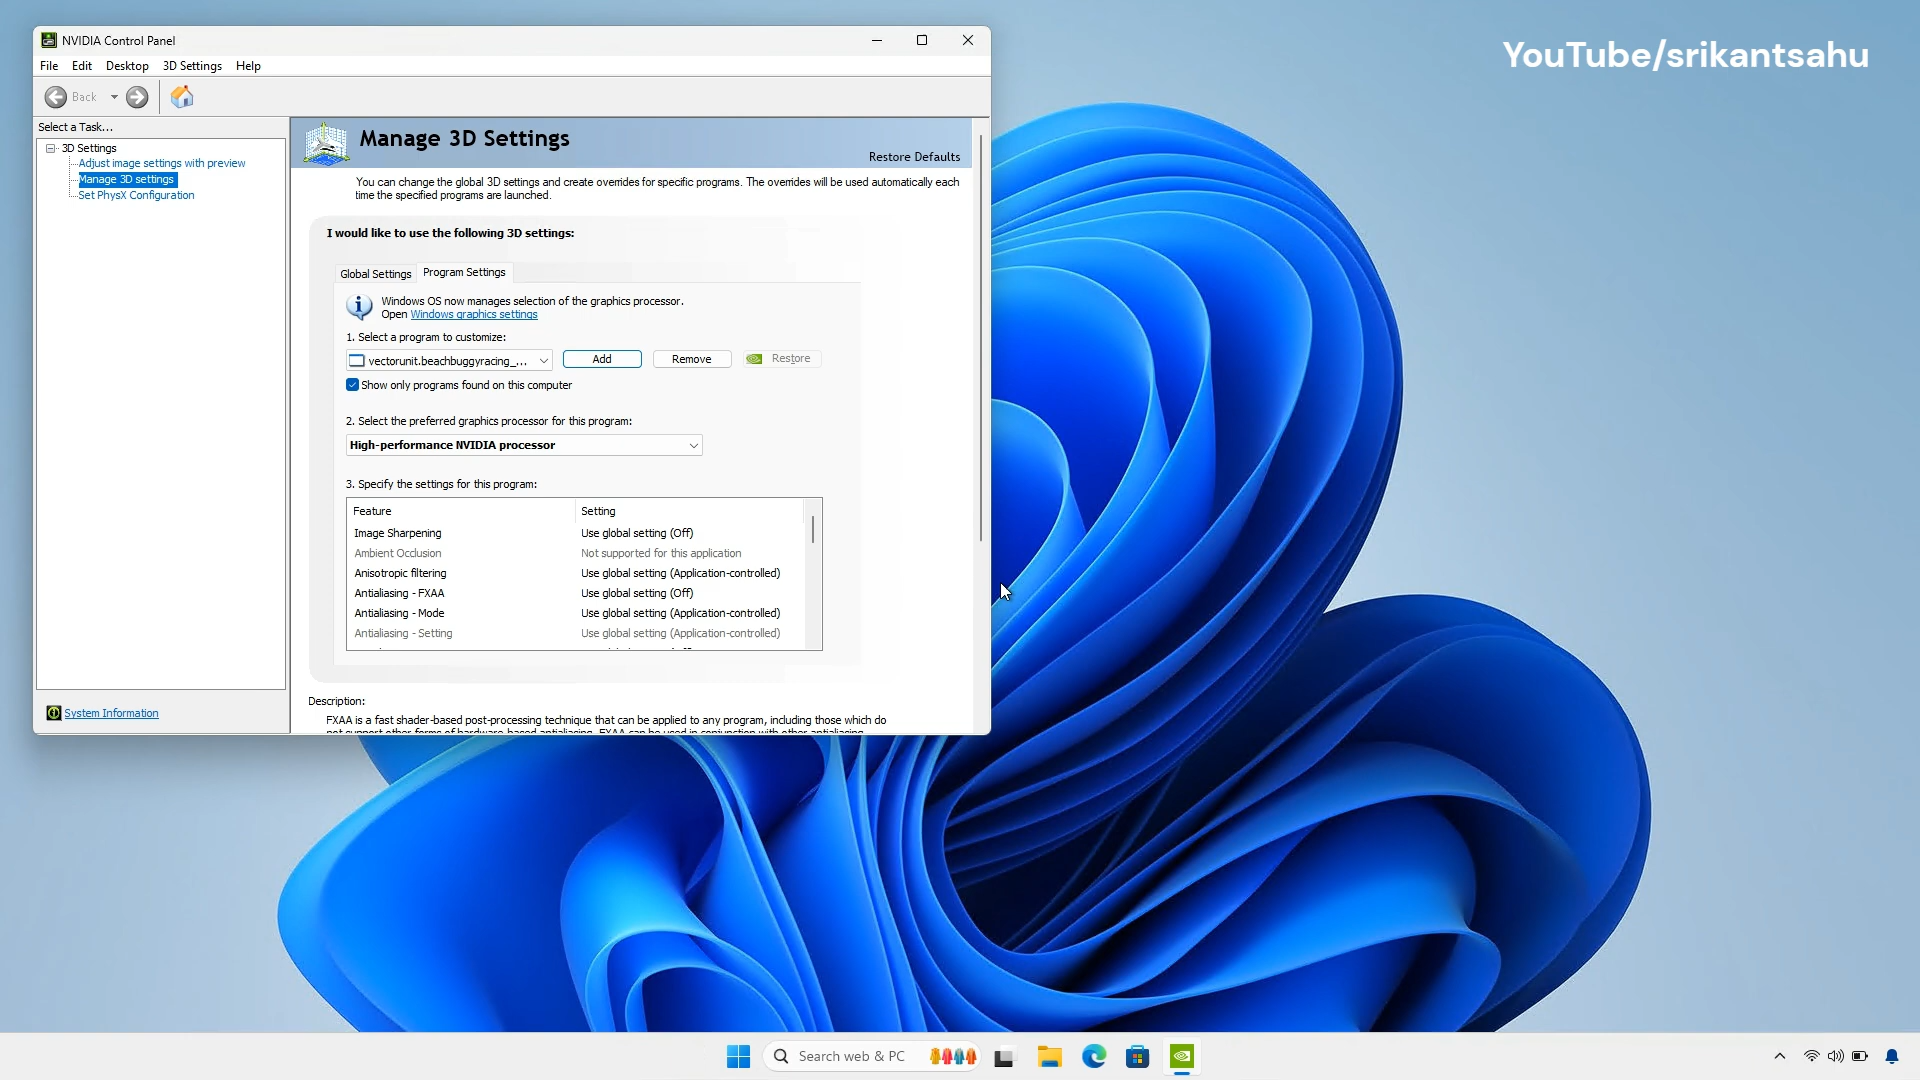 NVIDIA Control Panel
YouTube/srikantsahu
File Edit Desktop 3D Settings Help
Back
Select a Task...
3D Settings
Adjust image settings with preview
Manage 3D settings
Set PhysX Configuration
System Information
Manage 3D Settings
Restore Defaults
You can change the global 3D settings and create overrides for specific programs. The overrides will be used automatically each
time the specified programs are launched.
I would like to use the following 3D settings:
Global Settings Program Settings
Windows OS now manages selection of the graphics processor.
Open Windows graphics settings
1. Select a program to customize:
vectorunit.beachbuggyracing_... Add Remove Restore
Show only programs found on this computer
2. Select the preferred graphics processor for this program:
High-performance NVIDIA processor
3. Specify the settings for this program:
Feature Setting
Image Sharpening Use global setting (Off)
Ambient Occlusion Not supported for this application
Anisotropic filtering Use global setting (Application-controlled)
Antialiasing - FXAA Use global setting (Off)
Antialiasing - Mode Use global setting (Application-controlled)
Antialiasing - Setting Use global setting (Application-controlled)
Description:
FXAA is a fast shader-based post-processing technique that can be applied to any program, including those which do
not support other forms of hardware-based antialiasing. FXAA can be used in conjunction with other antialiasing
Search web & PC